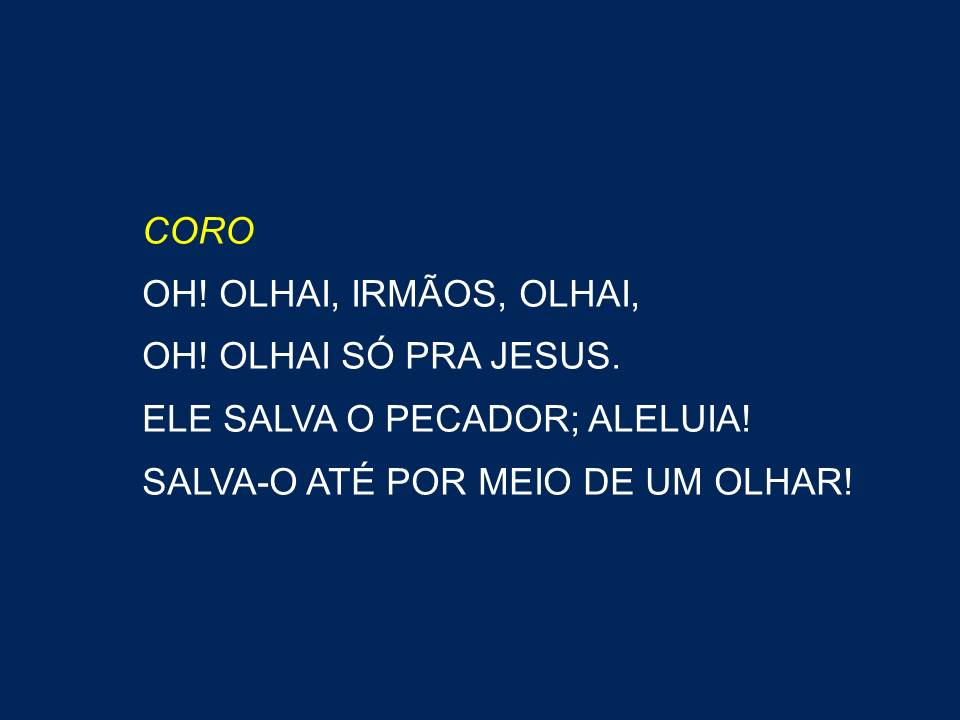 CORO
OH! OLHAI, IRMÃOS, OLHAI,
OH! OLHAI SÓ PRA JESUS.
ELE SALVA O PECADOR; ALELUIA!
SALVA-O ATÉ POR MEIO DE UM OLHAR!